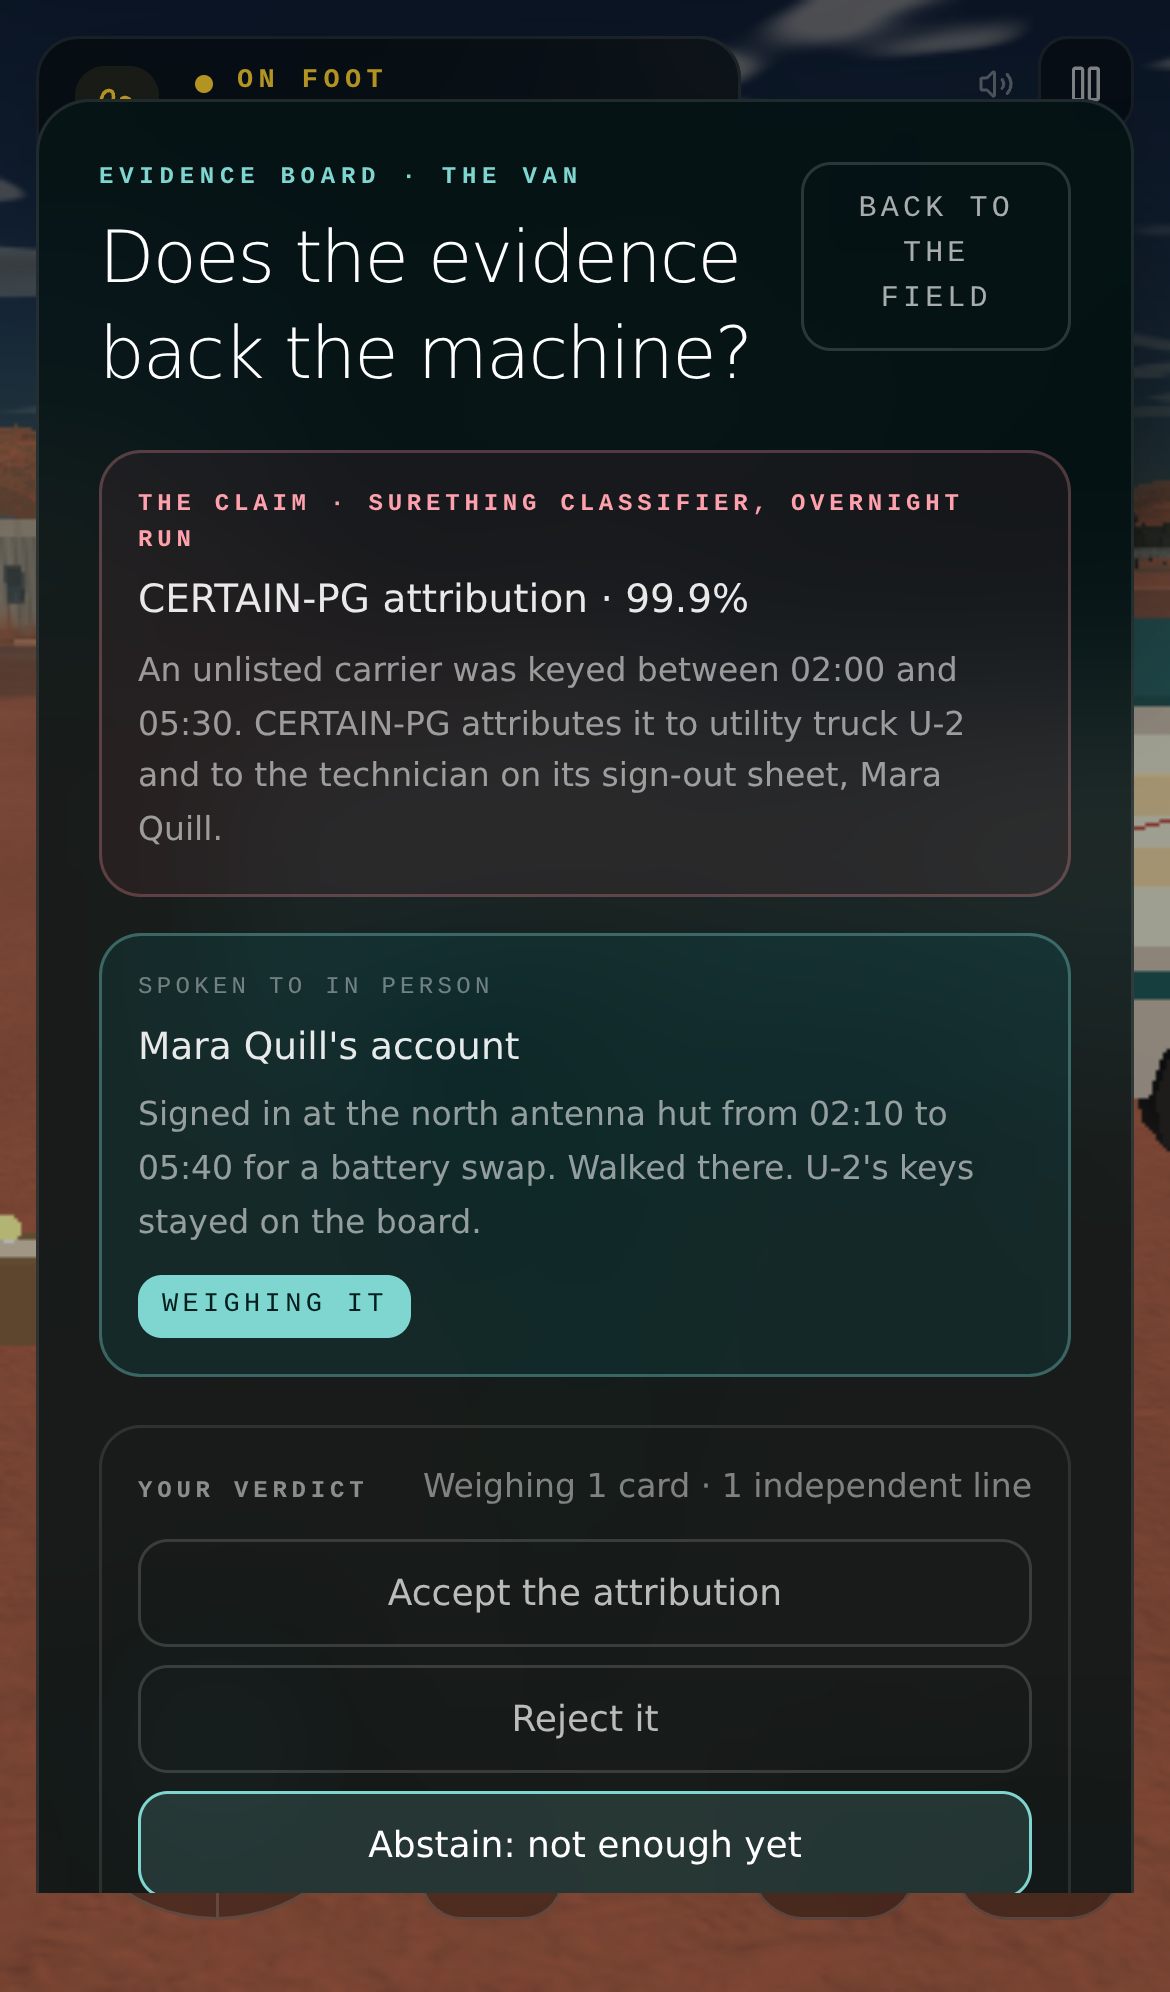 ON FOOT
EVIDENCE BOARD · THE VAN
Does the evidence
back the machine?
BACK TO
THE
FIELD
THE CLAIM · SURETHING CLASSIFIER, OVERNIGHT
RUN
CERTAIN-PG attribution · 99.9%
An unlisted carrier was keyed between 02:00 and
05:30. CERTAIN-PG attributes it to utility truck U-2
and to the technician on its sign-out sheet, Mara
Quill.
SPOKEN TO IN PERSON
Mara Quill's account
Signed in at the north antenna hut from 02:10 to
05:40 for a battery swap. Walked there. U-2's keys
stayed on the board.
WEIGHING IT
YOUR VERDICT
Weighing 1 card · 1 independent line
Accept the attribution
Reject it
Abstain: not enough yet